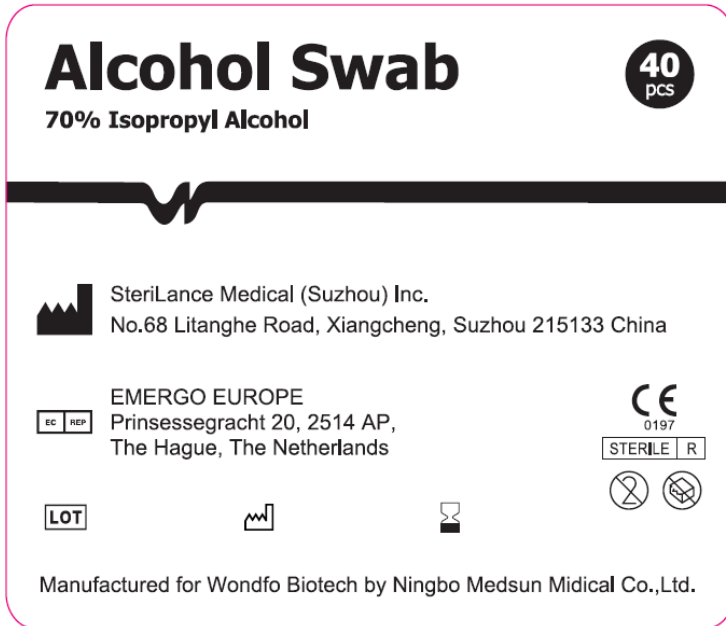 Alcohol Swab
40
pcs
70% Isopropyl Alcohol
SteriLance Medical (Suzhou) Inc.
No.68 Litanghe Road, Xiangcheng, Suzhou 215133 China
EC REP
EMERGO EUROPE
Prinsessegracht 20, 2514 AP,
The Hague, The Netherlands
CE
0197
STERILE R
2
LOT
Manufactured for Wondfo Biotech by Ningbo Medsun Midical Co.,Ltd.